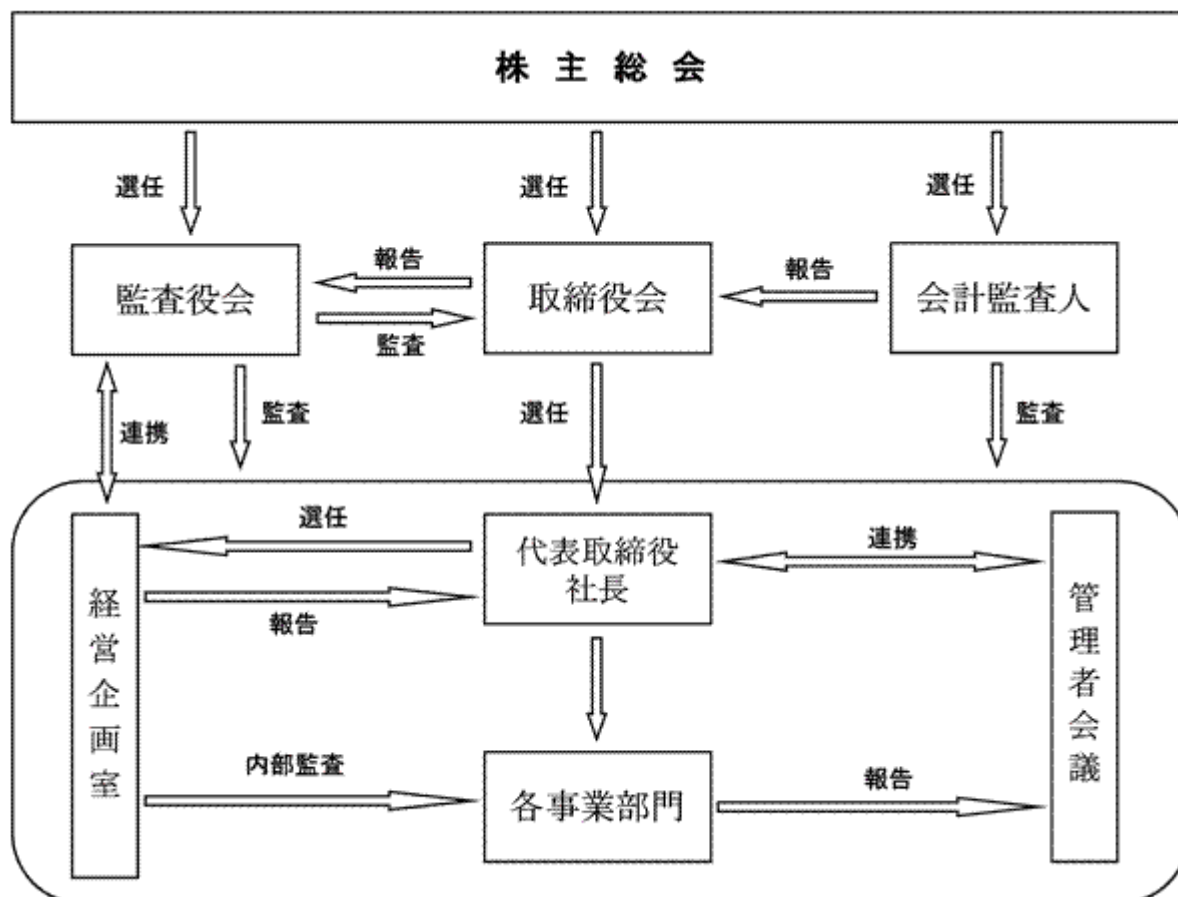 株主総会
選任
選任
選任
監査役会
報告
監査
取締役会
報告
会計監査人
連携
監査
選任
監査
経営企画室
選任
報告
代表取締役
社長
連携
管理者会議
内部監査
各事業部門
報告